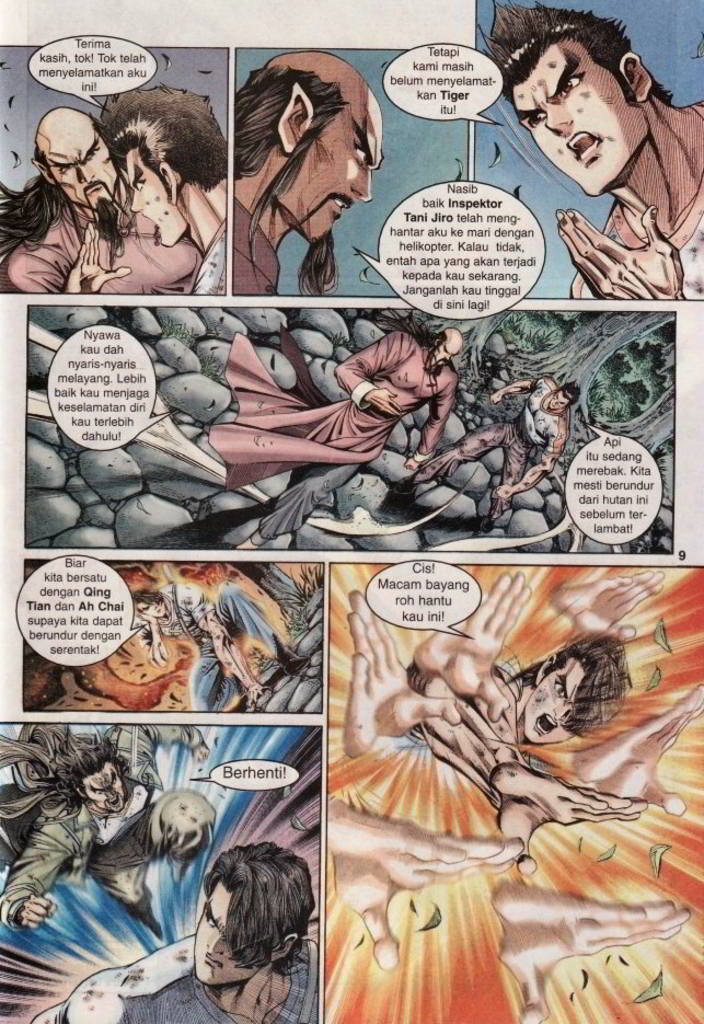 Terima
kasih, tok! Tok telah
menyelamatkan aku
ini!
Tetapi
kami masih
belum menyelamat-
kan Tiger
itu!
Nasib
baik Inspektor
Tani Jiro telah meng-
hantar aku ke mari dengan
helikopter. Kalau tidak,
entah apa yang akan terjadi
kepada kau sekarang.
Janganlah kau tinggal
di sini lagi!
Nyawa
kau dah
nyaris-nyaris
melayang. Lebih
baik kau menjaga
keselamatan diri
kau terlebih
dahulu!
Api
itu sedang
merebak. Kita
mesti berundur
dari hutan ini
sebelum ter-
lambat!
9
Biar
kita bersatu
dengan Qing
Tian dan Ah Chai
supaya kita dapat
berundur dengan
serentak!
Cis!
Macam bayang
roh hantu
kau ini!
Berhenti!